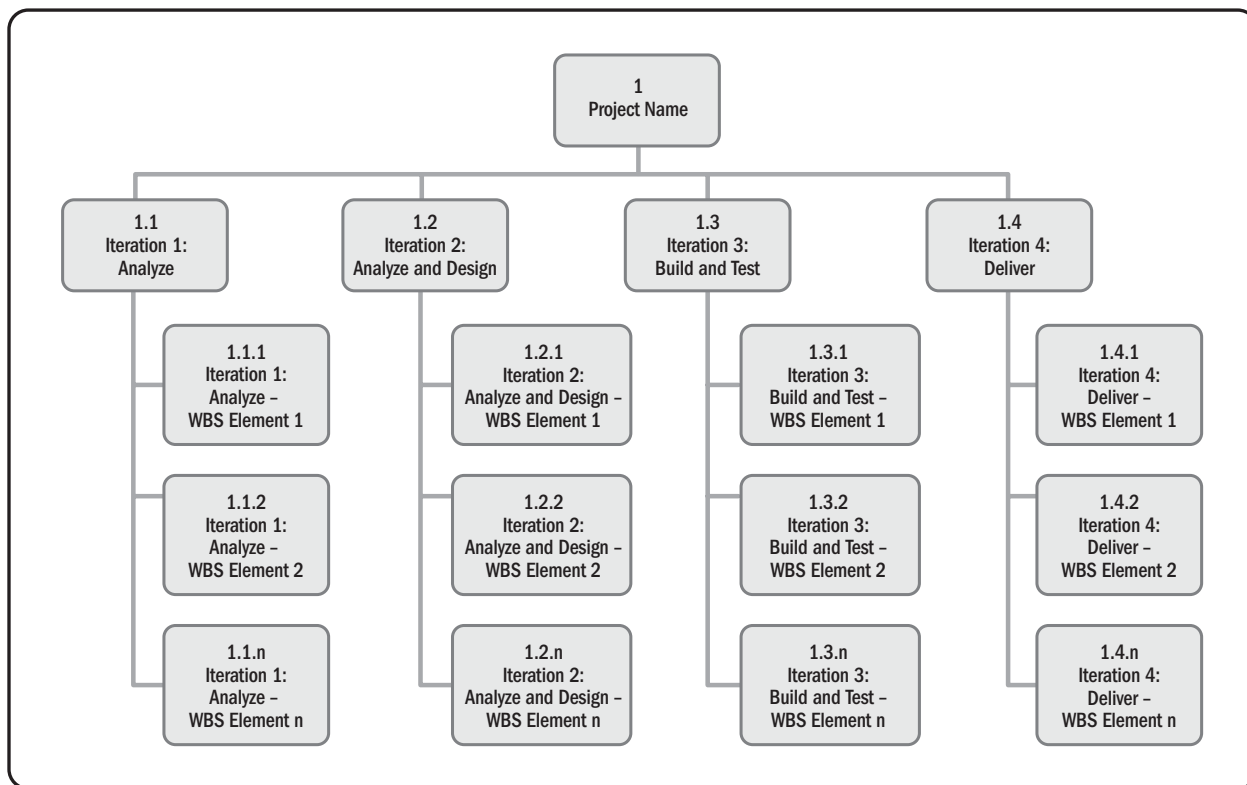 1
Project Name
1.1
Iteration 1:
Analyze
1.2
Iteration 2:
Analyze and Design
1.3
Iteration 3:
Build and Test
1.4
Iteration 4:
Deliver
1.1.1
Iteration 1:
Analyze –
WBS Element 1
1.2.1
Iteration 2:
Analyze and Design –
WBS Element 1
1.3.1
Iteration 3:
Build and Test –
WBS Element 1
1.4.1
Iteration 4:
Deliver –
WBS Element 1
1.1.2
Iteration 1:
Analyze –
WBS Element 2
1.2.2
Iteration 2:
Analyze and Design –
WBS Element 2
1.3.2
Iteration 3:
Build and Test –
WBS Element 2
1.4.2
Iteration 4:
Deliver –
WBS Element 2
1.1.n
Iteration 1:
Analyze –
WBS Element n
1.2.n
Iteration 2:
Analyze and Design –
WBS Element n
1.3.n
Iteration 3:
Build and Test –
WBS Element n
1.4.n
Iteration 4:
Deliver –
WBS Element n